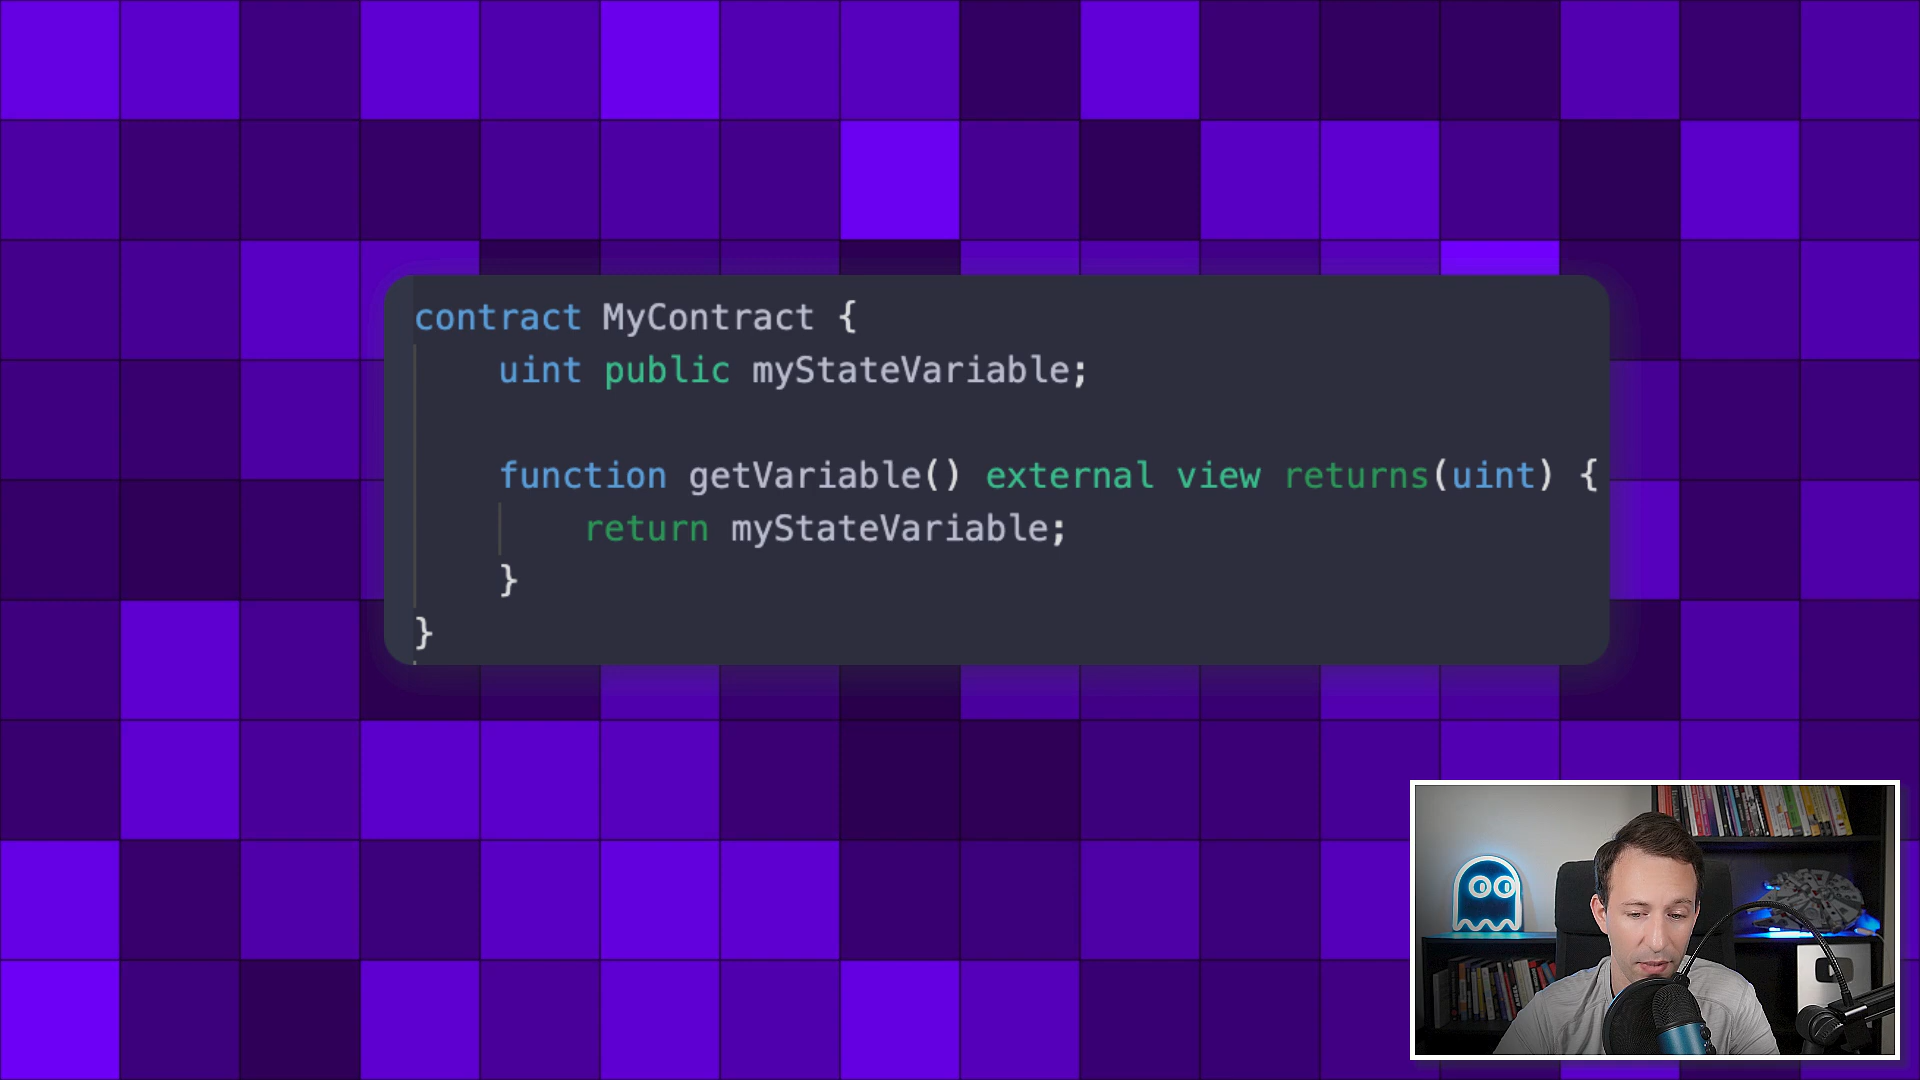 contract MyContract {
uint public myStateVariable;
function getVariable() external view returns(uint) {
return myStateVariable;
}
}